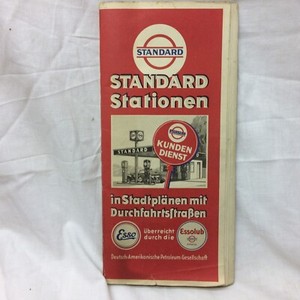 STANDARD
STANDARD
Stationen
STANDARD
KUNDEN
DIENST
in Stadtplänen mit
Durchfahrtsſtraßen
Esso
überreicht
durch die
Essolub
Deutsch-Amerikanische Petroleum Gesellschaft